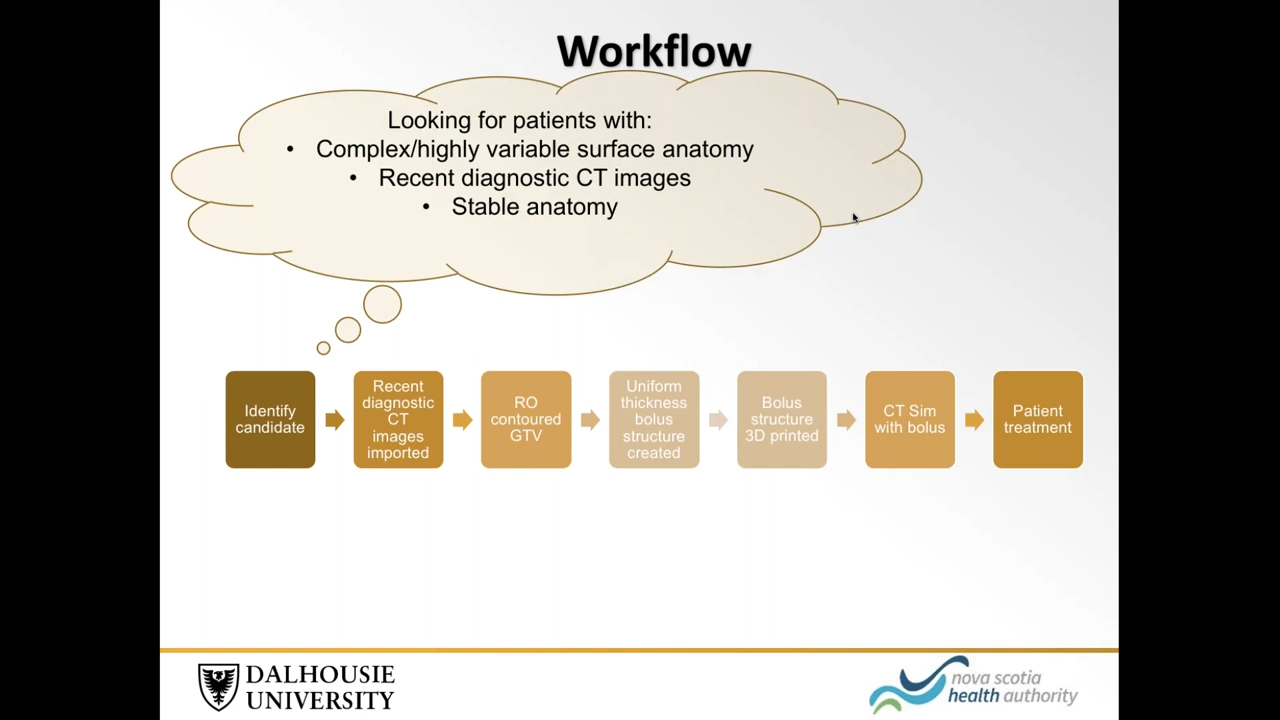 Workflow
Looking for patients with:
• Complex/highly variable surface anatomy
• Recent diagnostic CT images
• Stable anatomy
Identify
candidate
Recent
diagnostic
CT
images
imported
RO
contoured
GTV
Uniform
thickness
bolus
structure
created
Bolus
structure
3D printed
CT Sim
with bolus
Patient
treatment
DALHOUSIE
UNIVERSITY
nova scotia
health authority